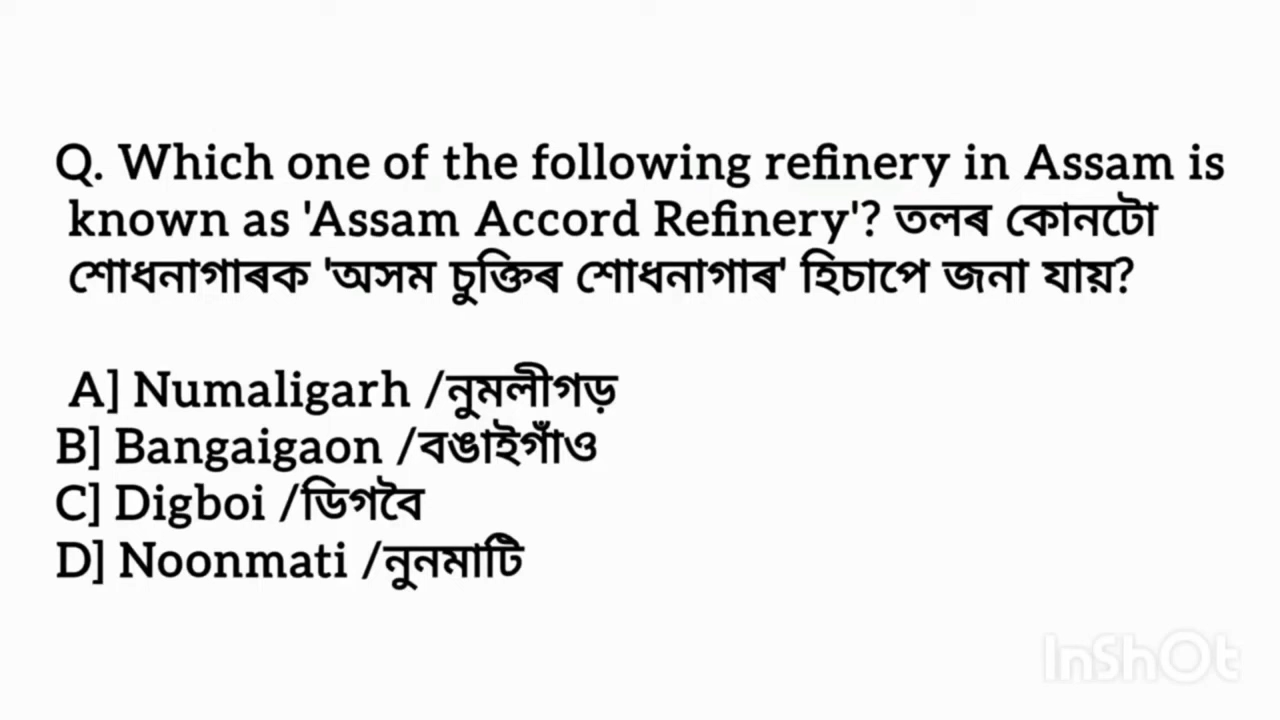 Q. Which one of the following refinery in Assam is
known as 'Assam Accord Refinery'? তলৰ কোনটো
শোধনাগাৰক 'অসম চুক্তিৰ শোধনাগাৰ' হিচাপে জনা যায়?
A] Numaligarh /নুমলীগড়
B] Bangaigaon /বঙাইগাঁও
C] Digboi /ডিগবৈ
D] Noonmati /নুনমাটি
InShOt